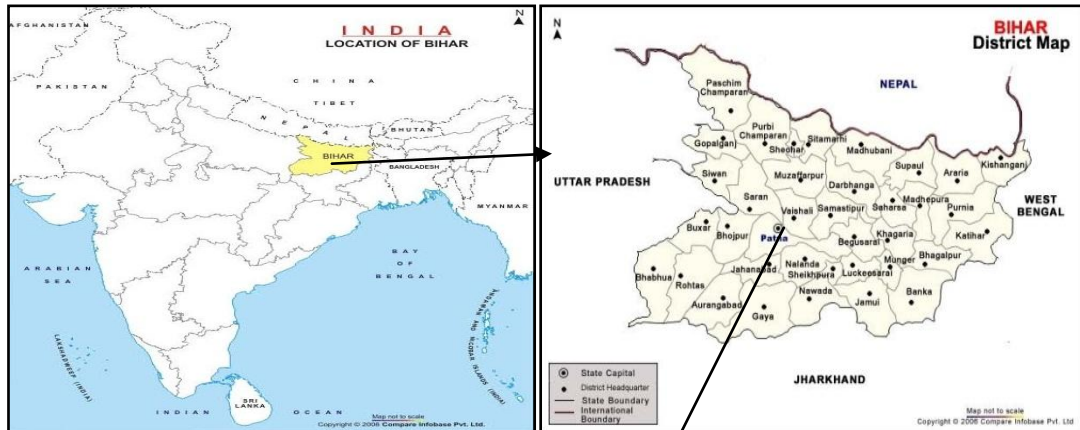 N
INDIA
LOCATION OF BIHAR
AFGHANISTAN
PAKISTAN
CHINA
TIBET
NEPAL
BHUTAN
BIHAR
BANGLADESH
MYANMAR
ARABIAN
SEA
BAY
OF
BENGAL
ANDAMAN AND
NICOBAR ISLANDS (INDIA)
LAKSHADWEEP (INDIA)
SRI
LANKA
INDIAN OCEAN
Map not to scale
Copyright © 2006 Compare Infobase Pvt. Ltd.
N
BIHAR
District Map
NEPAL
Paschim
Champaran
Purbi
Champaran
Sitamarhi
Gopalganj
Sheohar
Madhubani
Kishanganj
Supaul
Araria
UTTAR PRADESH
Siwan
Muzaffarpur
Darbhanga
Madhepura
WEST
BENGAL
Saran
Vaishali
Samastipur
Saharsa
Purnia
Buxar
Bhojpur
Patna
Khagaria
Katihar
Begusarai
Munger
Bhagalpur
Jahanabad
Nalanda
Sheikhpura
Luckeesarai
Bhabhua
Rohtas
Nawada
Banka
Aurangabad
Gaya
Jamui
State Capital
District Headquarter
State Boundary
International
Boundary
JHARKHAND
Map not to scale
Copyright © 2006 Compare Infobase Pvt. Ltd.